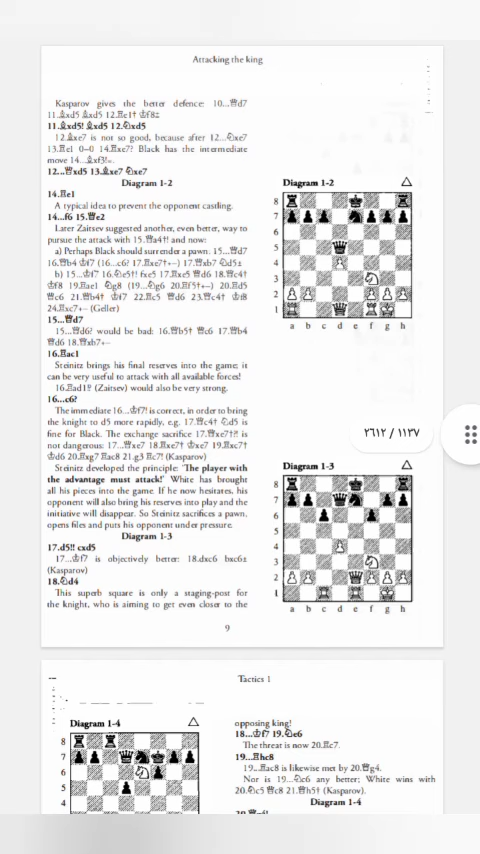 Attacking the king
Kasparov gives the better defence: 10...♕d7
11.♗xd5 ♗xd5 12.♖e1† ♔f8±
11.♗xd5! ♗xd5 12.♘xd5
12.♗xe7 is not so good, because after 12...♘xe7
13.♖e1 0–0 14.♖xe7? Black has the intermediate
move 14...♗xf3!=.
12...♕xd5 13.♗xe7 ♘xe7
Diagram 1-2
14.♖e1
A typical idea to prevent the opponent castling.
14...f6 15.♕e2
Later Zaitsev suggested another, even better, way to
pursue the attack with 15.♕a4†! and now:
a) Perhaps Black should surrender a pawn. 15...♕d7
16.♕b4 ♔f7 (16...c6? 17.♖xe7†+–) 17.♕xb7 ♘d5±
b) 15...♔f7 16.♘e5†! fxe5 17.♖xe5 ♕d6 18.♕c4†
♔f8 19.♖ae1 ♘g8 (19...♘g6 20.♖f5†+–) 20.♖d5
♕c6 21.♕b4† ♔f7 22.♖c5 ♕d6 23.♕c4† ♔f8
24.♖xc7+– (Geller)
15...♕d7
15...♕d6? would be bad: 16.♕b5† ♕c6 17.♕b4
♕d6 18.♕xb7+–
16.♖ac1
Steinitz brings his final reserves into the game; it
can be very useful to attack with all available forces!
16.♖ad1!? (Zaitsev) would also be very strong.
16...c6?
The immediate 16...♔f7! is correct, in order to bring
the knight to d5 more rapidly, e.g. 17.♕c4† ♘d5 is
fine for Black. The exchange sacrifice 17.♕xe7†?! is
not dangerous: 17...♕xe7 18.♖xe7† ♔xe7 19.♖xc7†
♔d6 20.♖xg7 ♖ac8 21.g3 ♖c7! (Kasparov)
Steinitz developed the principle: 'The player with
the advantage must attack!' White has brought
all his pieces into the game. If he now hesitates, his
opponent will also bring his reserves into play and the
initiative will disappear. So Steinitz sacrifices a pawn,
opens files and puts his opponent under pressure.
Diagram 1-3
17.d5!! cxd5
17...♔f7 is objectively better: 18.dxc6 bxc6±
(Kasparov)
18.♘d4
This superb square is only a staging-post for
the knight, who is aiming to get even closer to the
Diagram 1-2
8
7
6
5
4
3
2
1
a b c d e f g h
٢٦١٢ / ١١٣٧
Diagram 1-3
8
7
6
5
4
3
2
1
a b c d e f g h
9
Tactics 1
Diagram 1-4
8
7
6
5
4
opposing king!
18...♔f7 19.♘e6
The threat is now 20.♖c7.
19...♖hc8
19...♖ac8 is likewise met by 20.♕g4.
Nor is 19...♘c6 any better; White wins with
20.♘c5 ♕c8 21.♕h5† (Kasparov).
Diagram 1-4